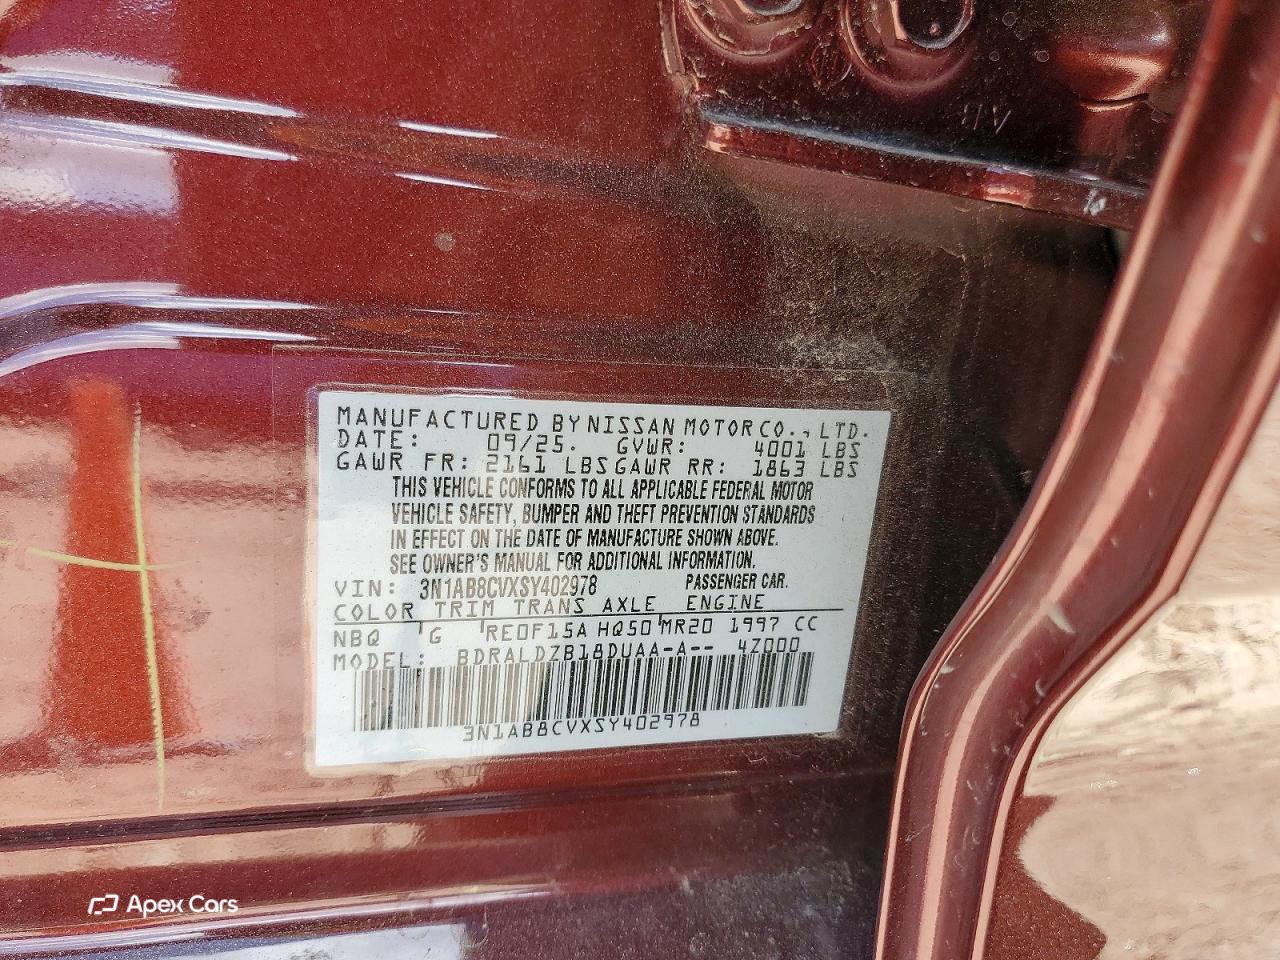 AB
MANUFACTURED BY NISSAN MOTOR CO., LTD.
DATE: 09/25. GVWR: 4001 LBS
GAWR FR: 2161 LBS GAWR RR: 1863 LBS
THIS VEHICLE CONFORMS TO ALL APPLICABLE FEDERAL MOTOR
VEHICLE SAFETY, BUMPER AND THEFT PREVENTION STANDARDS
IN EFFECT ON THE DATE OF MANUFACTURE SHOWN ABOVE.
SEE OWNER'S MANUAL FOR ADDITIONAL INFORMATION.
VIN: 3N1AB8CVXSY402978 PASSENGER CAR.
COLOR TRIM TRANS AXLE ENGINE
NBQ G RE0F15A HQ50 MR20 1997 CC
MODEL: BDRALDZB18DUAA-A-- 4Z000
3N1AB8CVXSY402978
Apex Cars